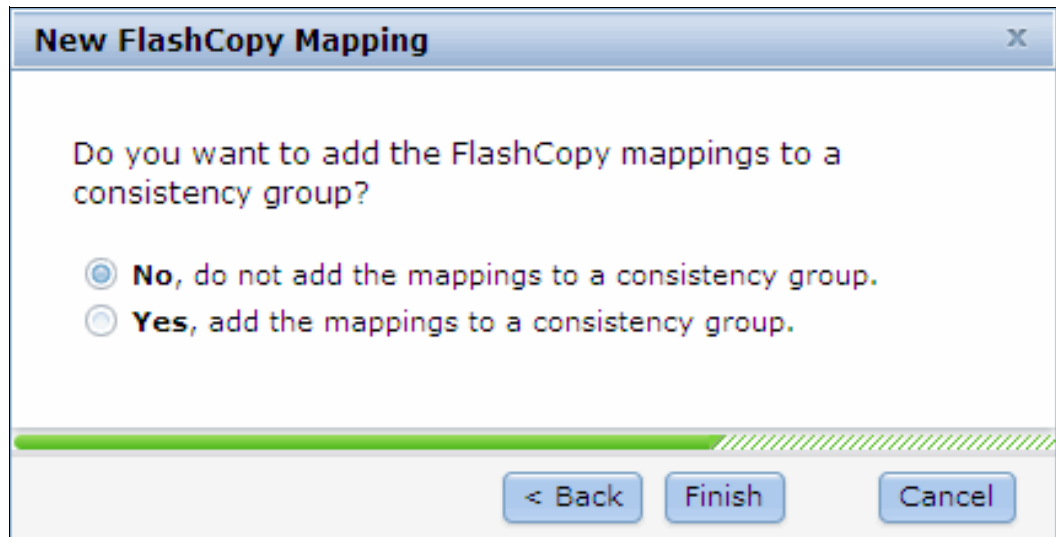 New FlashCopy Mapping
x
Do you want to add the FlashCopy mappings to a
consistency group?
No, do not add the mappings to a consistency group.
Yes, add the mappings to a consistency group.
< Back Finish Cancel